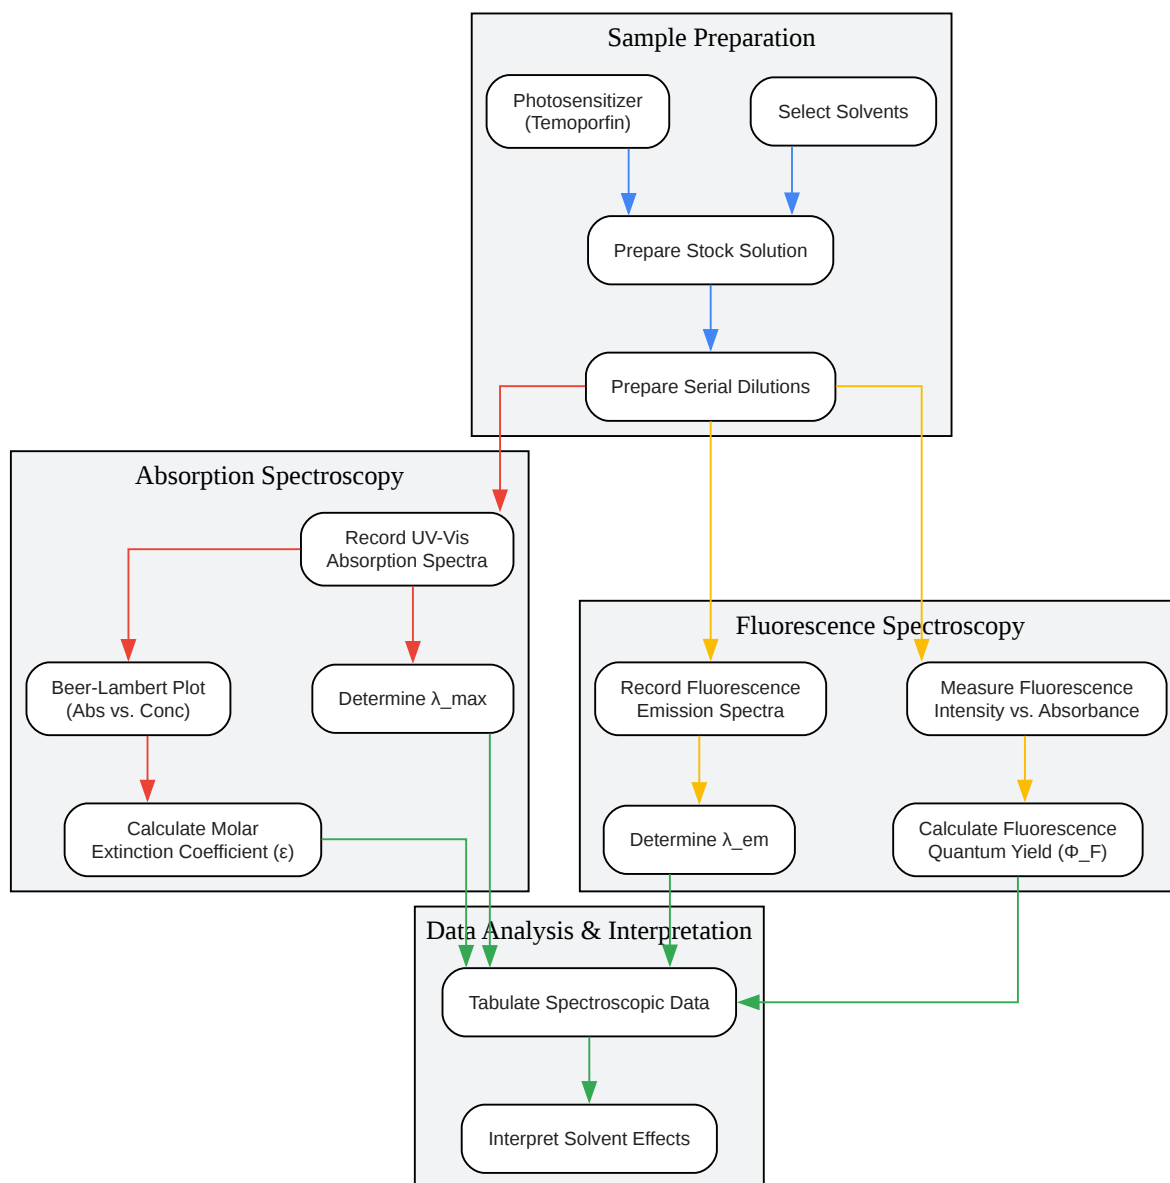 Sample Preparation
Photosensitizer
(Temoporfin)
Select Solvents
Prepare Stock Solution
Prepare Serial Dilutions
Absorption Spectroscopy
Record UV-Vis
Absorption Spectra
Beer-Lambert Plot
(Abs vs. Conc)
Determine λ_max
Calculate Molar
Extinction Coefficient (ε)
Fluorescence Spectroscopy
Record Fluorescence
Emission Spectra
Measure Fluorescence
Intensity vs. Absorbance
Determine λ_em
Calculate Fluorescence
Quantum Yield (Φ_F)
Data Analysis & Interpretation
Tabulate Spectroscopic Data
Interpret Solvent Effects